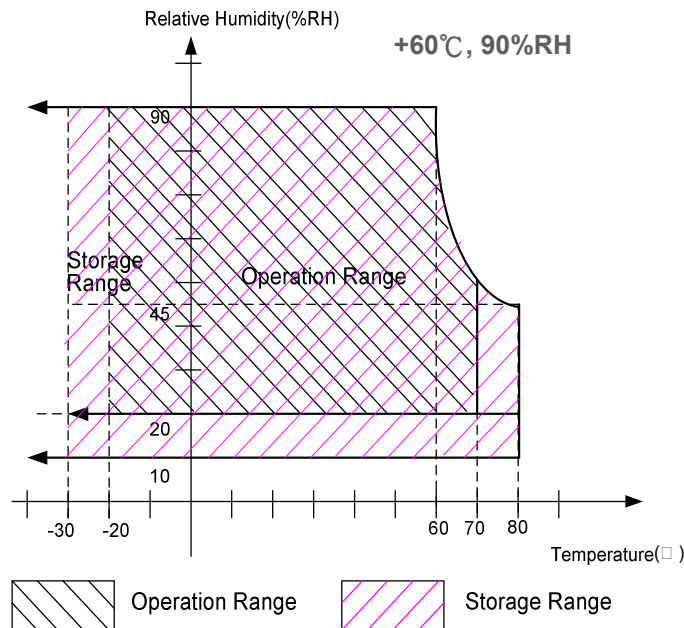 Relative Humidity(%RH)
+60℃, 90%RH
90
Storage
Range
Operation Range
45
20
10
-30 -20 60 70 80
Temperature(□ )
Operation Range Storage Range